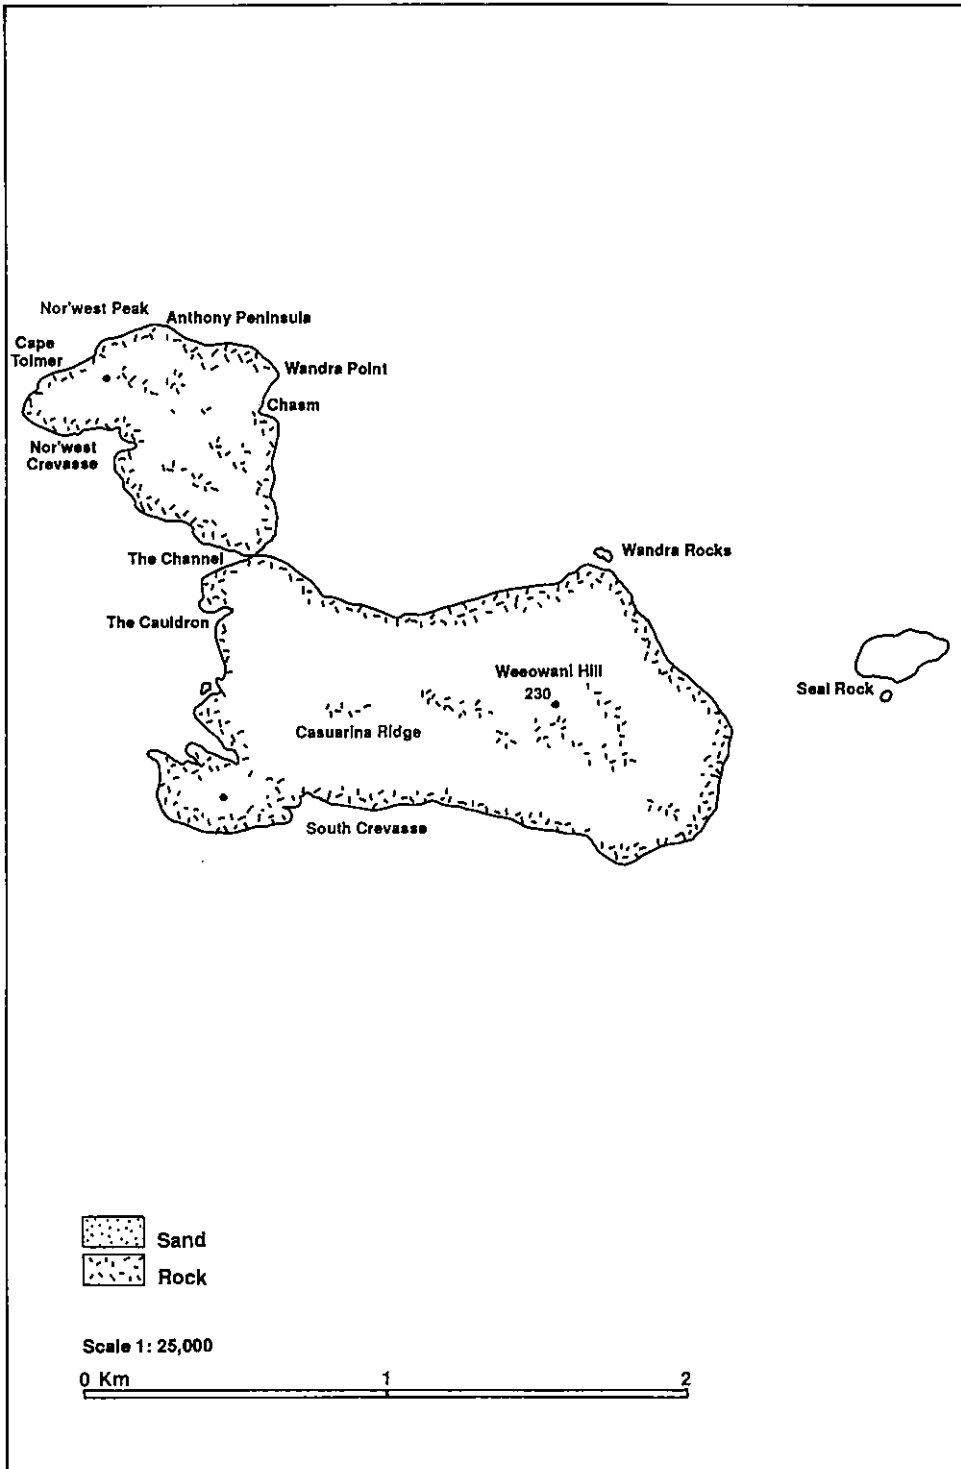 Nor'west Peak
Anthony Peninsula
Cape
Tolmer
Wandra Point
Chasm
Nor'west
Crevasse
The Channel
Wandra Rocks
The Cauldron
Weeowani Hill
230
Seal Rock
Casuarina Ridge
South Crevasse
Sand
Rock
Scale 1: 25,000
0 Km 1 2